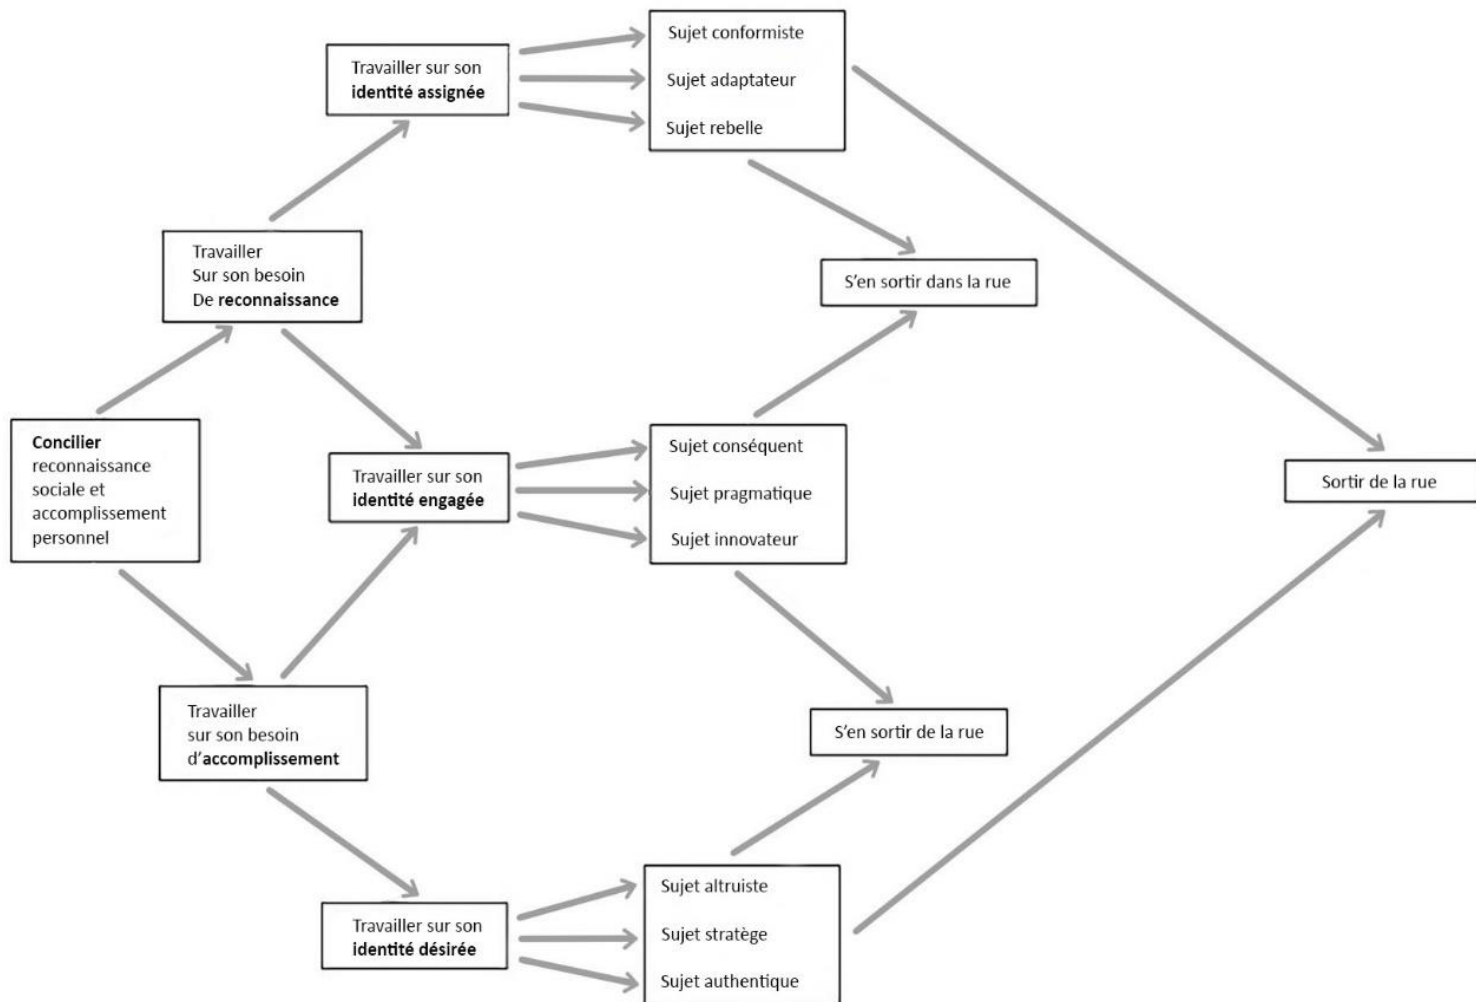 Sujet conformiste
Sujet adaptateur
Sujet rebelle
Travailler sur son
identité assignée
Travailler
Sur son besoin
De reconnaissance
S'en sortir dans la rue
Concilier
reconnaissance
sociale et
accomplissement
personnel
Travailler sur son
identité engagée
Sujet conséquent
Sujet pragmatique
Sujet innovateur
Sortir de la rue
Travailler
sur son besoin
d'accomplissement
S'en sortir de la rue
Travailler sur son
identité désirée
Sujet altruiste
Sujet stratège
Sujet authentique